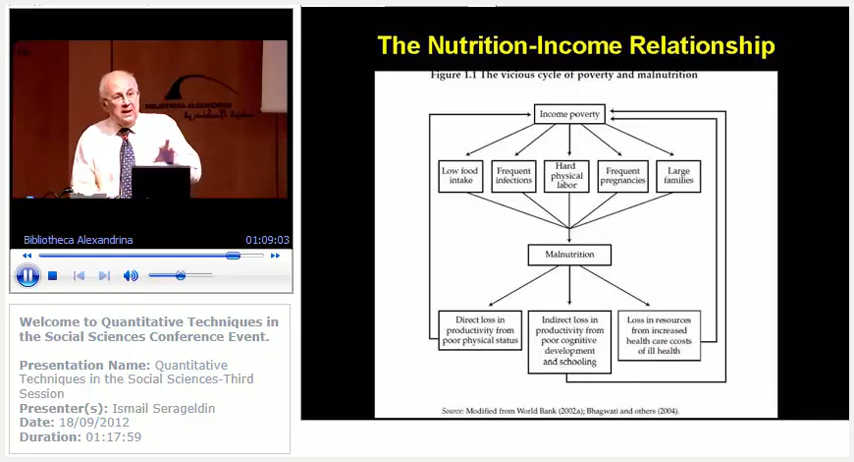 BIBLIOTHECA ALEXANDRINA
مكتبة الإسكندرية
Bibliotheca Alexandrina
01:09:03
Welcome to Quantitative Techniques in
the Social Sciences Conference Event.
Presentation Name: Quantitative
Techniques in the Social Sciences-Third
Session
Presenter(s): Ismail Serageldin
Date: 18/09/2012
Duration: 01:17:59
The Nutrition-Income Relationship
Figure 1.1 The vicious cycle of poverty and malnutrition
Income poverty
Low food
intake
Frequent
infections
Hard
physical
labor
Frequent
pregnancies
Large
families
Malnutrition
Direct loss in
productivity from
poor physical status
Indirect loss in
productivity from
poor cognitive
development
and schooling
Loss in resources
from increased
health care ccosts
of ill health
Source: Modified from World Bank (2002a); Bhagwati and others (2004).